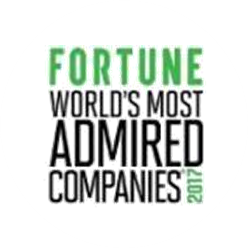 FORTUNE
WORLD'S MOST
ADMIRED
COMPANIES
2017